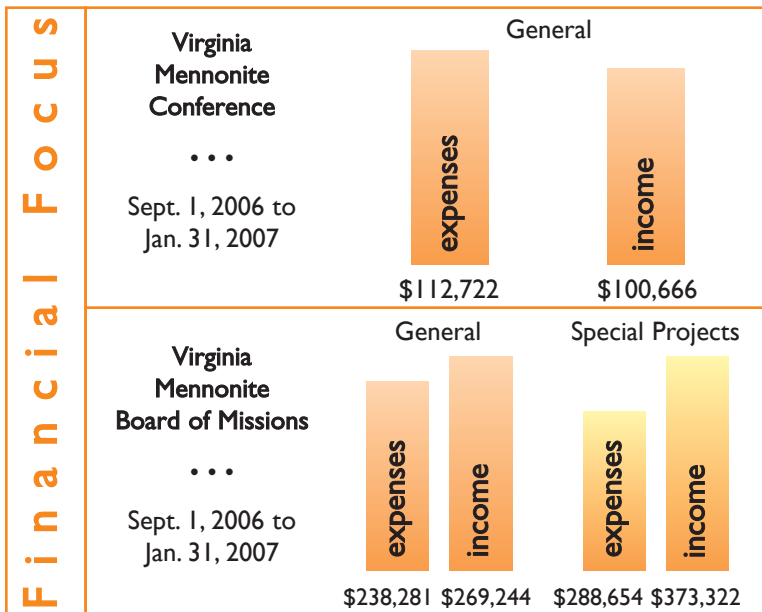 Financial Focus
Virginia
Mennonite
Conference
• • •
Sept. 1, 2006 to
Jan. 31, 2007
General
expenses
income
$112,722
$100,666
Virginia
Mennonite
Board of Missions
• • •
Sept. 1, 2006 to
Jan. 31, 2007
General
expenses
income
$238,281
$269,244
Special Projects
expenses
income
$288,654
$373,322